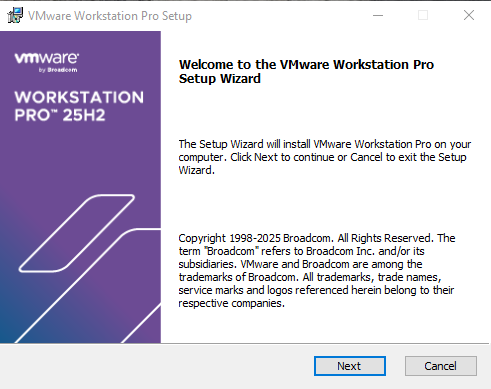 VMware Workstation Pro Setup
vmware®
by Broadcom
WORKSTATION
PRO™ 25H2
Welcome to the VMware Workstation Pro
Setup Wizard
The Setup Wizard will install VMware Workstation Pro on your
computer. Click Next to continue or Cancel to exit the Setup
Wizard.
Copyright 1998-2025 Broadcom. All Rights Reserved. The
term "Broadcom" refers to Broadcom Inc. and/or its
subsidiaries. VMware and Broadcom are among the
trademarks of Broadcom. All trademarks, trade names,
service marks and logos referenced herein belong to their
respective companies.
Next
Cancel